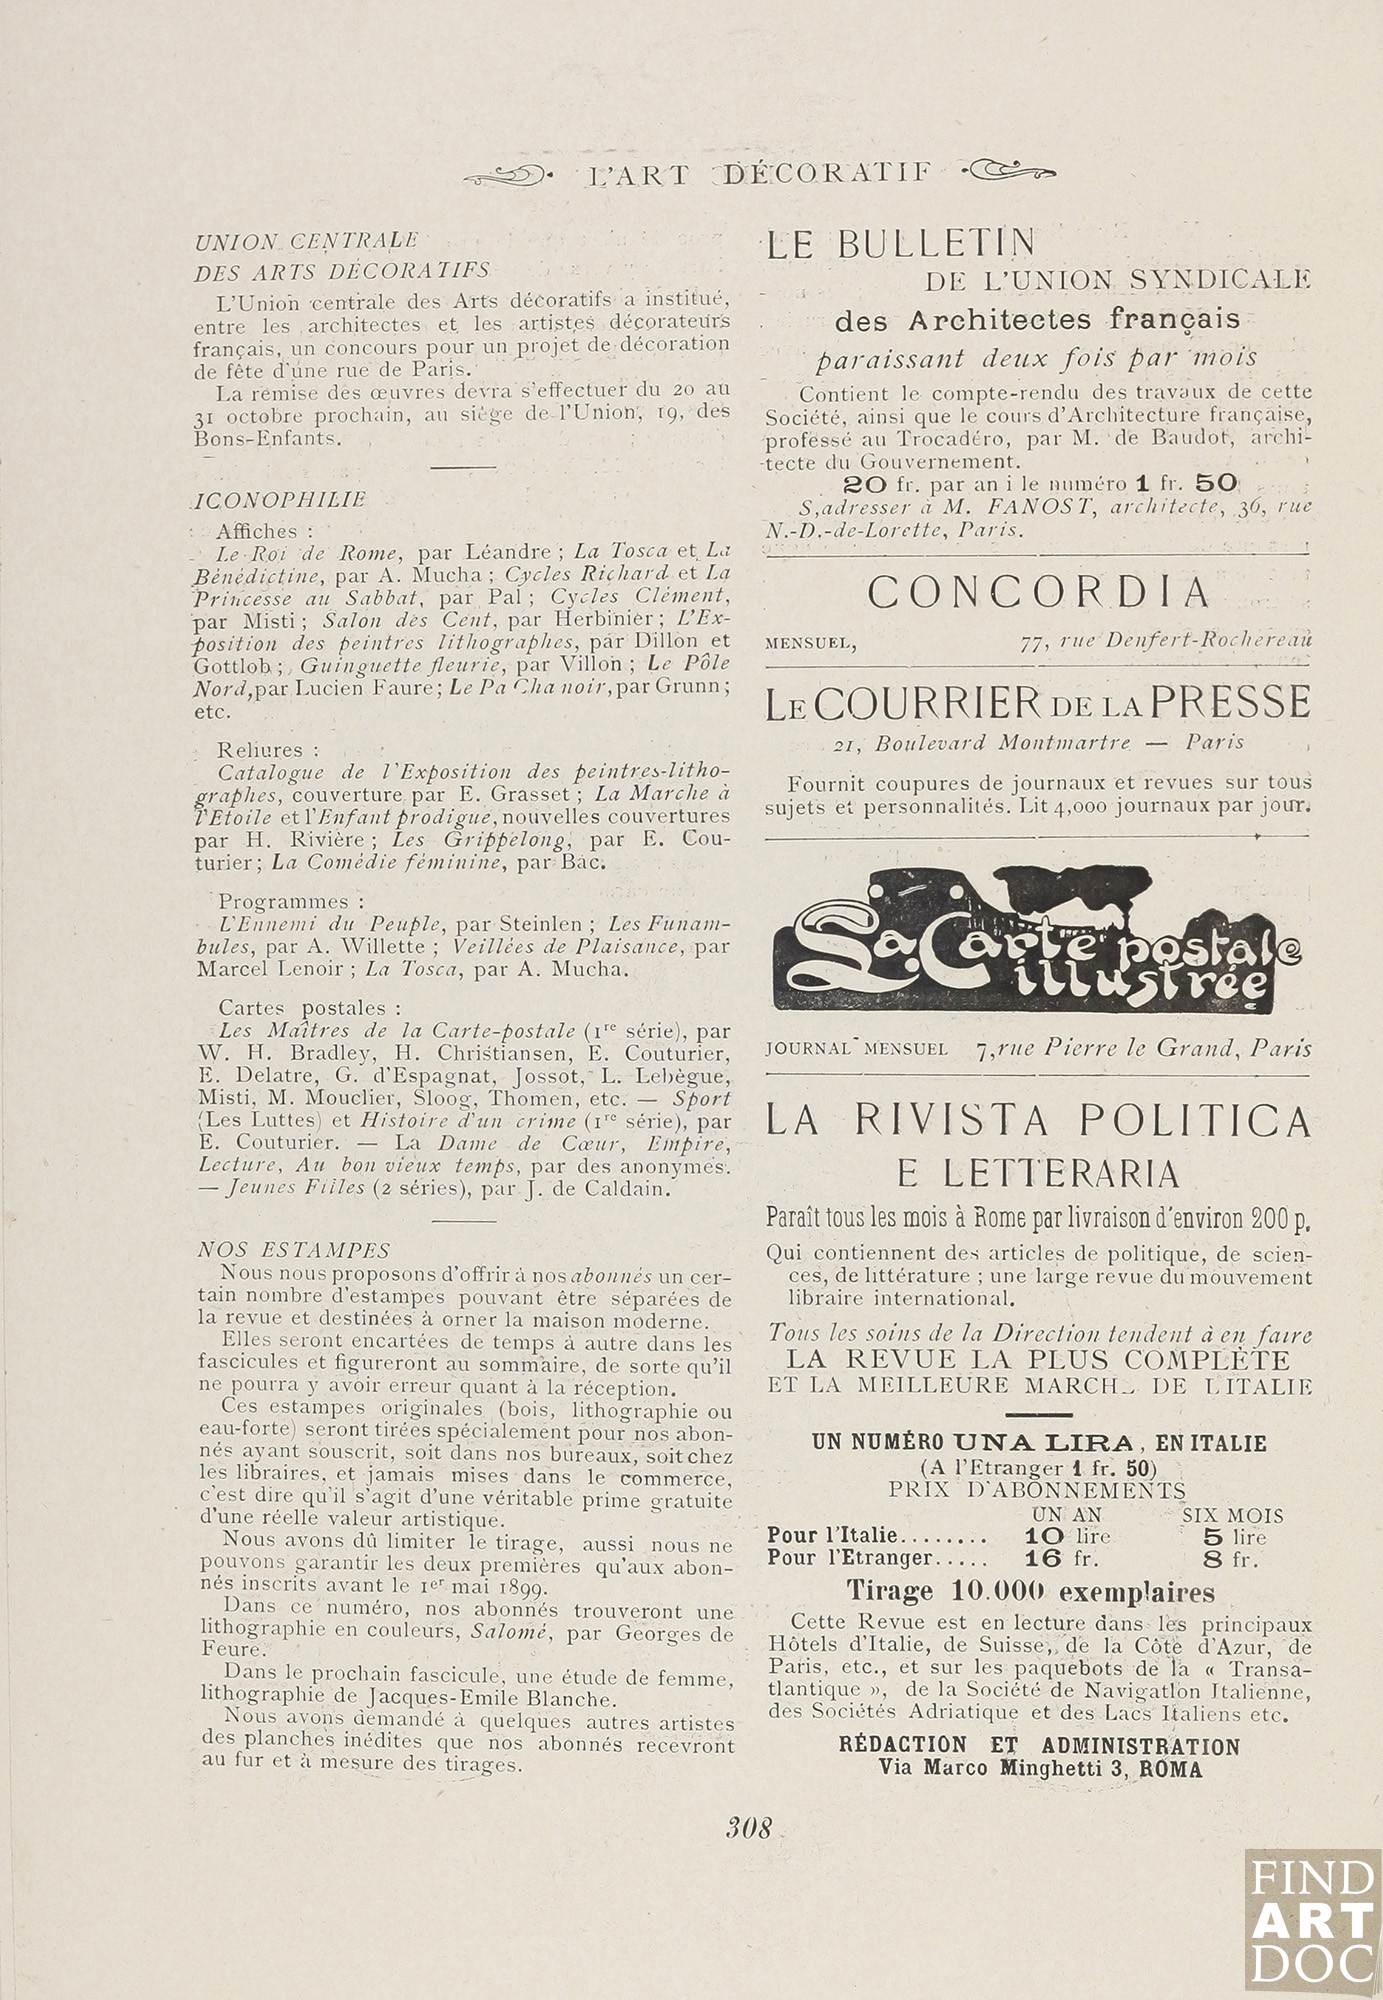 L'ART DÉCORATIF
UNION CENTRALE
DES ARTS DÉCORATIFS
L'Union centrale des Arts décoratifs a institué,
entre les architectes et les artistes décorateurs
français, un concours pour un projet de décoration
de fête d'une rue de Paris.
La remise des œuvres devra s'effectuer du 20 au
31 octobre prochain, au siège de l'Union, 19, des
Bons-Enfants.
ICONOPHILIE
Affiches :
Le Roi de Rome, par Léandre ; La Tosca et La
Bénédictine, par A. Mucha ; Cycles Richard et La
Princesse au Sabbat, par Pal ; Cycles Clément,
par Misti ; Salon des Cent, par Herbinier ; L'Ex-
position des peintres lithographes, par Dillon et
Gottlob ; Guinguette fleurie, par Villon ; Le Pôle
Nord, par Lucien Faure ; Le Pa Cha noir, par Grunn ;
etc.
Reliures :
Catalogue de l'Exposition des peintres-litho-
graphes, couverture par E. Grasset ; La Marche à
l'Etoile et l'Enfant prodigue, nouvelles couvertures
par H. Rivière ; Les Grippelong, par E. Cou-
turier ; La Comédie féminine, par Bac.
Programmes :
L'Ennemi du Peuple, par Steinlen ; Les Funam-
bules, par A. Willette ; Veillées de Plaisance, par
Marcel Lenoir ; La Tosca, par A. Mucha.
Cartes postales :
Les Maîtres de la Carte-postale (1re série), par
W. H. Bradley, H. Christiansen, E. Couturier,
E. Delatre, G. d'Espagnat, Jossot, L. Lebègue,
Misti, M. Mouclier, Sloog, Thomen, etc. — Sport
(Les Luttes) et Histoire d'un crime (1re série), par
E. Couturier. — La Dame de Cœur, Empire,
Lecture, Au bon vieux temps, par des anonymes.
— Jeunes Filles (2 séries), par J. de Caldain.
NOS ESTAMPES
Nous nous proposons d'offrir à nos abonnés un cer-
tain nombre d'estampes pouvant être séparées de
la revue et destinées à orner la maison moderne.
Elles seront encartées de temps à autre dans les
fascicules et figureront au sommaire, de sorte qu'il
ne pourra y avoir erreur quant à la réception.
Ces estampes originales (bois, lithographie ou
eau-forte) seront tirées spécialement pour nos abon-
nés ayant souscrit, soit dans nos bureaux, soit chez
les libraires, et jamais mises dans le commerce,
c'est dire qu'il s'agit d'une véritable prime gratuite
d'une réelle valeur artistique.
Nous avons dû limiter le tirage, aussi nous ne
pouvons garantir les deux premières qu'aux abon-
nés inscrits avant le 1er mai 1899.
Dans ce numéro, nos abonnés trouveront une
lithographie en couleurs, Salomé, par Georges de
Feure.
Dans le prochain fascicule, une étude de femme,
lithographie de Jacques-Emile Blanche.
Nous avons demandé à quelques autres artistes
des planches inédites que nos abonnés recevront
au fur et à mesure des tirages.
LE BULLETIN
DE L'UNION SYNDICALE
des Architectes français
paraissant deux fois par mois
Contient le compte-rendu des travaux de cette
Société, ainsi que le cours d'Architecture française,
professé au Trocadéro, par M. de Baudot, archi-
tecte du Gouvernement.
20 fr. par an i le numéro 1 fr. 50
S,adresser à M. FANOST, architecte, 36, rue
N.-D.-de-Lorette, Paris.
CONCORDIA
MENSUEL, 77, rue Denfert-Rochereau
LE COURRIER DE LA PRESSE
21, Boulevard Montmartre — Paris
Fournit coupures de journaux et revues sur tous
sujets et personnalités. Lit 4,000 journaux par jour.
La Carte postale
illustrée
JOURNAL MENSUEL 7, rue Pierre le Grand, Paris
LA RIVISTA POLITICA
E LETTERARIA
Paraît tous les mois à Rome par livraison d'environ 200 p.
Qui contiennent des articles de politique, de scien-
ces, de littérature ; une large revue du mouvement
libraire international.
Tous les soins de la Direction tendent à en faire
LA REVUE LA PLUS COMPLÈTE
ET LA MEILLEURE MARCH DE L'ITALIE
UN NUMÉRO UNA LIRA, EN ITALIE
(A l'Etranger 1 fr. 50)
PRIX D'ABONNEMENTS
UN AN SIX MOIS
Pour l'Italie........ 10 lire 5 lire
Pour l'Etranger..... 16 fr. 8 fr.
Tirage 10.000 exemplaires
Cette Revue est en lecture dans les principaux
Hôtels d'Italie, de Suisse, de la Côte d'Azur, de
Paris, etc., et sur les paquebots de la « Transa-
tlantique », de la Société de Navigation Italienne,
des Sociétés Adriatique et des Lacs Italiens etc.
RÉDACTION ET ADMINISTRATION
Via Marco Minghetti 3, ROMA
308
FIND
ART
DOC